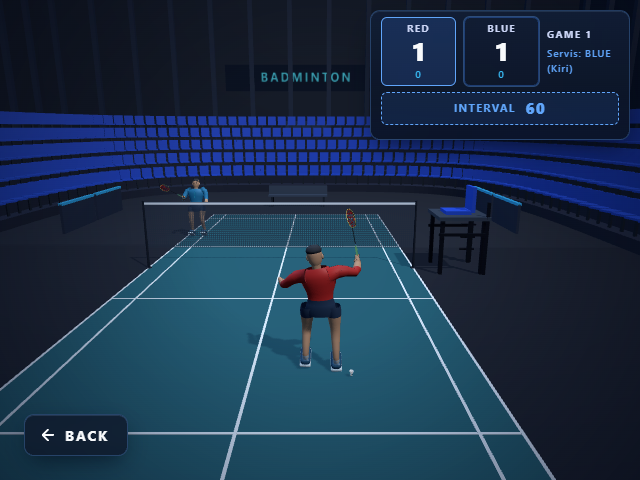 RED
1
0
BLUE
1
0
GAME 1
Servis: BLUE
(Kiri)
INTERVAL 60
BADMINTON
BACK